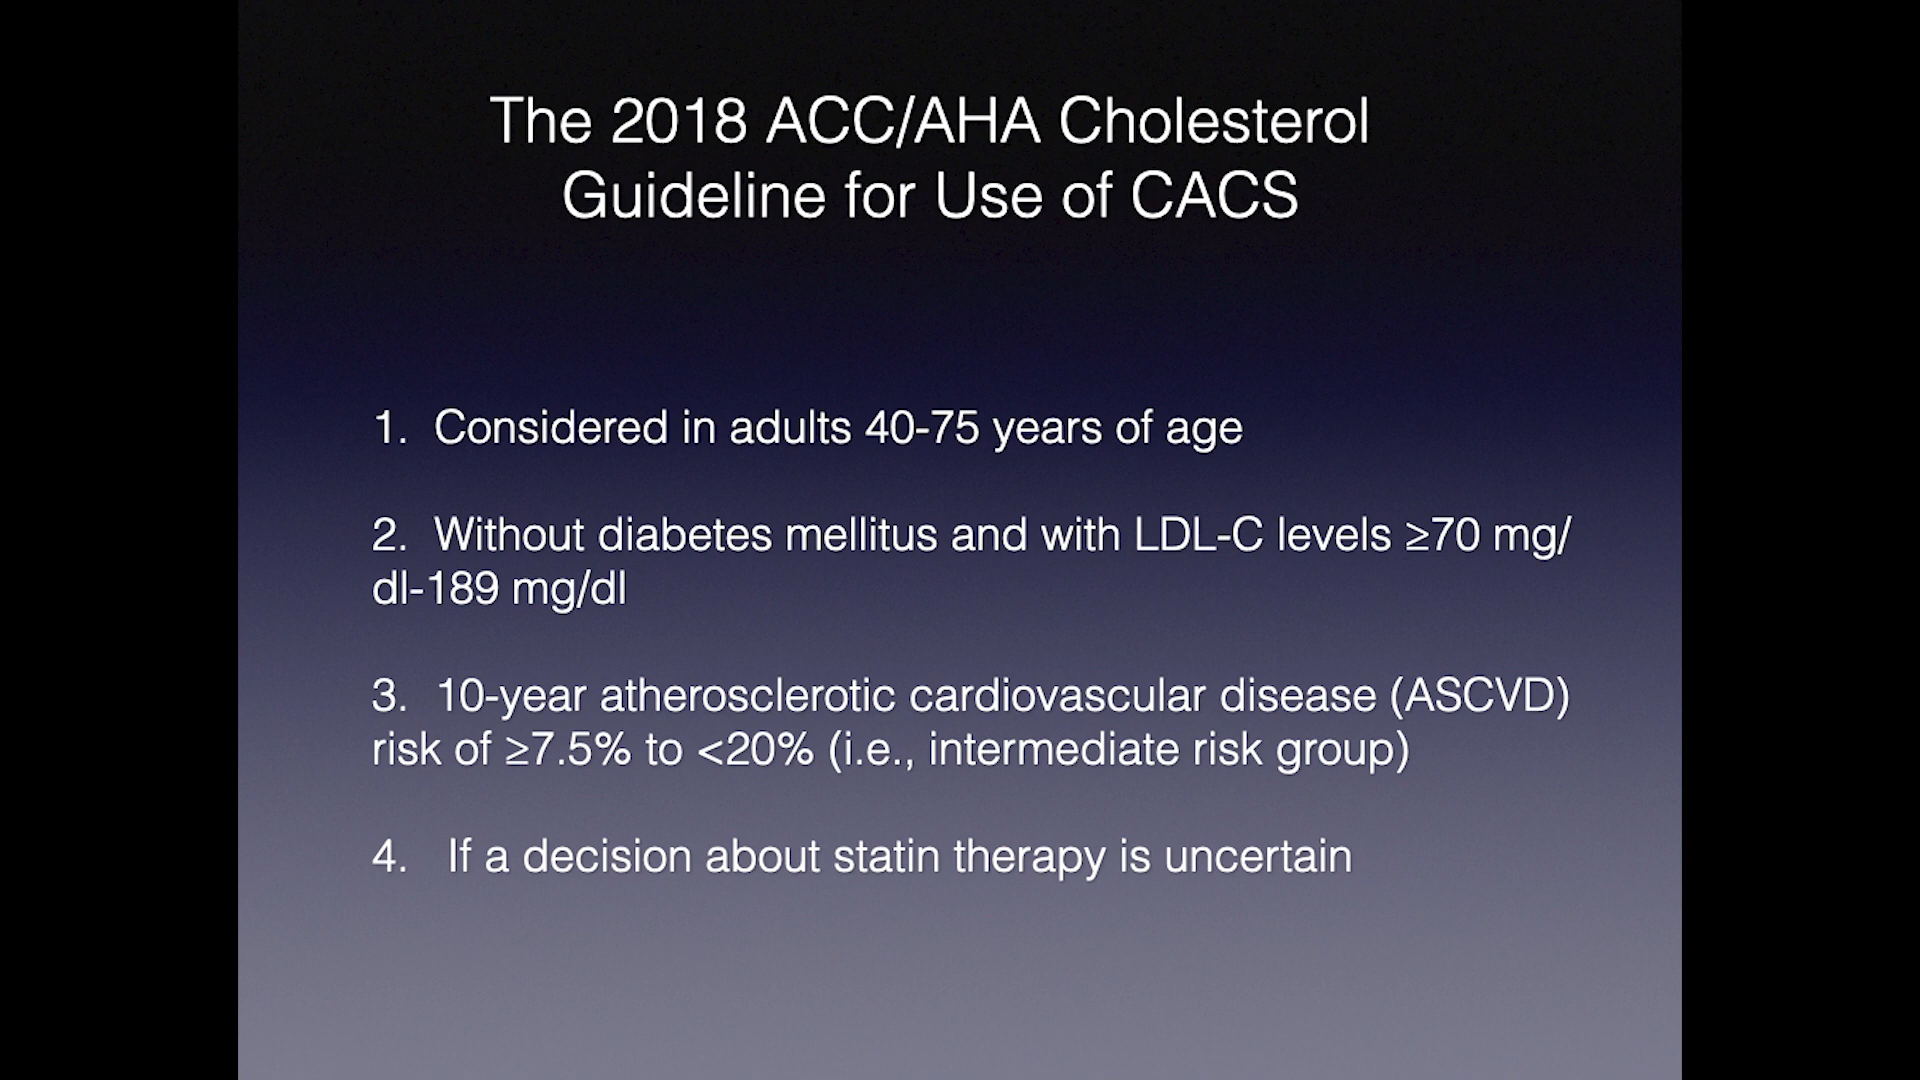 The 2018 ACC/AHA Cholesterol
Guideline for Use of CACS
1. Considered in adults 40-75 years of age
2. Without diabetes mellitus and with LDL-C levels ≥70 mg/
dl-189 mg/dl
3. 10-year atherosclerotic cardiovascular disease (ASCVD)
risk of ≥7.5% to <20% (i.e., intermediate risk group)
4. If a decision about statin therapy is uncertain